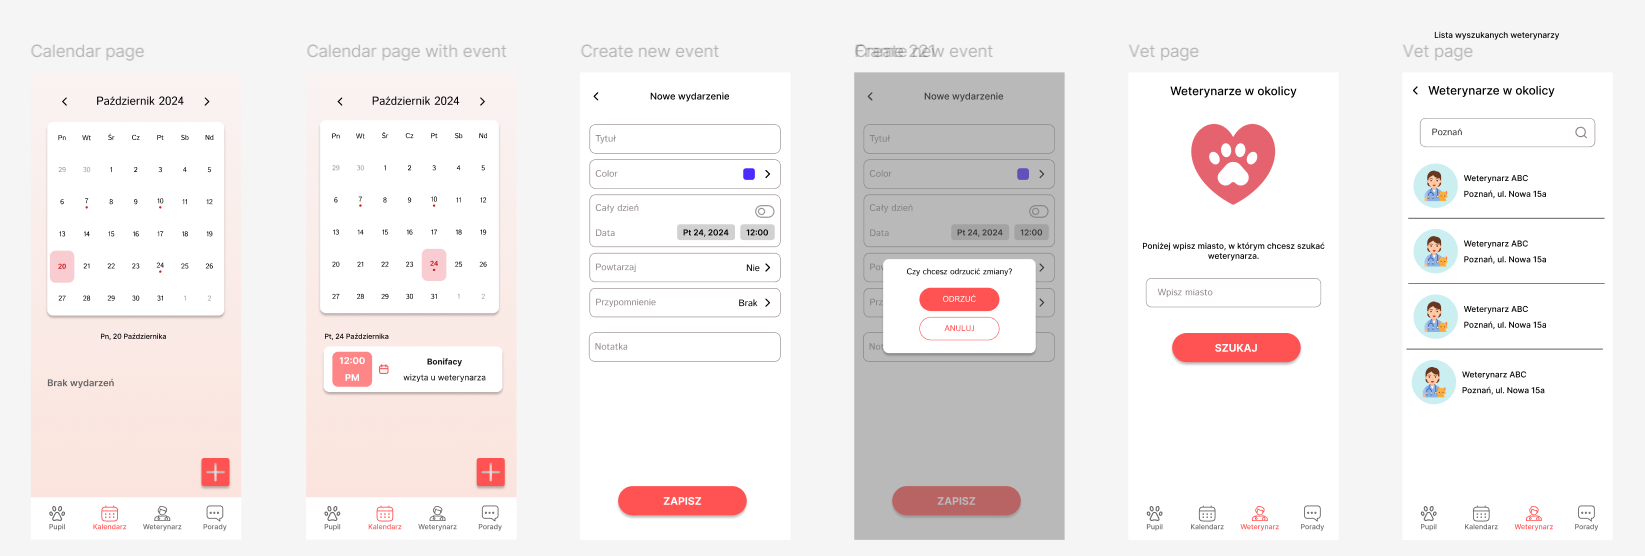 Calendar page
Październik 2024
Pn Wt Śr Cz Pt Sb Nd
29 30 1 2 3 4 5
6 7 8 9 10 11 12
13 14 15 16 17 18 19
20 21 22 23 24 25 26
27 28 29 30 31 1 2
Pn, 20 Października
Brak wydarzeń
Pupil Kalendarz Weterynarz Porady
Calendar page with event
Październik 2024
Pn Wt Śr Cz Pt Sb Nd
29 30 1 2 3 4 5
6 7 8 9 10 11 12
13 14 15 16 17 18 19
20 21 22 23 24 25 26
27 28 29 30 31 1 2
Pt, 24 Października
12:00 PM
Bonifacy
wizyta u weterynarza
Pupil Kalendarz Weterynarz Porady
Create new event
Nowe wydarzenie
Tytuł
Color
Cały dzień
Data Pt 24, 2024 12:00
Powtarzaj Nie
Przypomnienie Brak
Notatka
ZAPISZ
Create new event
Frame 221
Nowe wydarzenie
Tytuł
Color
Cały dzień
Data Pt 24, 2024 12:00
Czy chcesz odrzucić zmiany?
ODRZUĆ
ANULUJ
ZAPISZ
Vet page
Weterynarze w okolicy
Poniżej wpisz miasto, w którym chcesz szukać
weterynarza.
Wpisz miasto
SZUKAJ
Pupil Kalendarz Weterynarz Porady
Lista wyszukanych weterynarzy
Vet page
Weterynarze w okolicy
Poznań
Weterynarz ABC
Poznań, ul. Nowa 15a
Weterynarz ABC
Poznań, ul. Nowa 15a
Weterynarz ABC
Poznań, ul. Nowa 15a
Weterynarz ABC
Poznań, ul. Nowa 15a
Pupil Kalendarz Weterynarz Porady